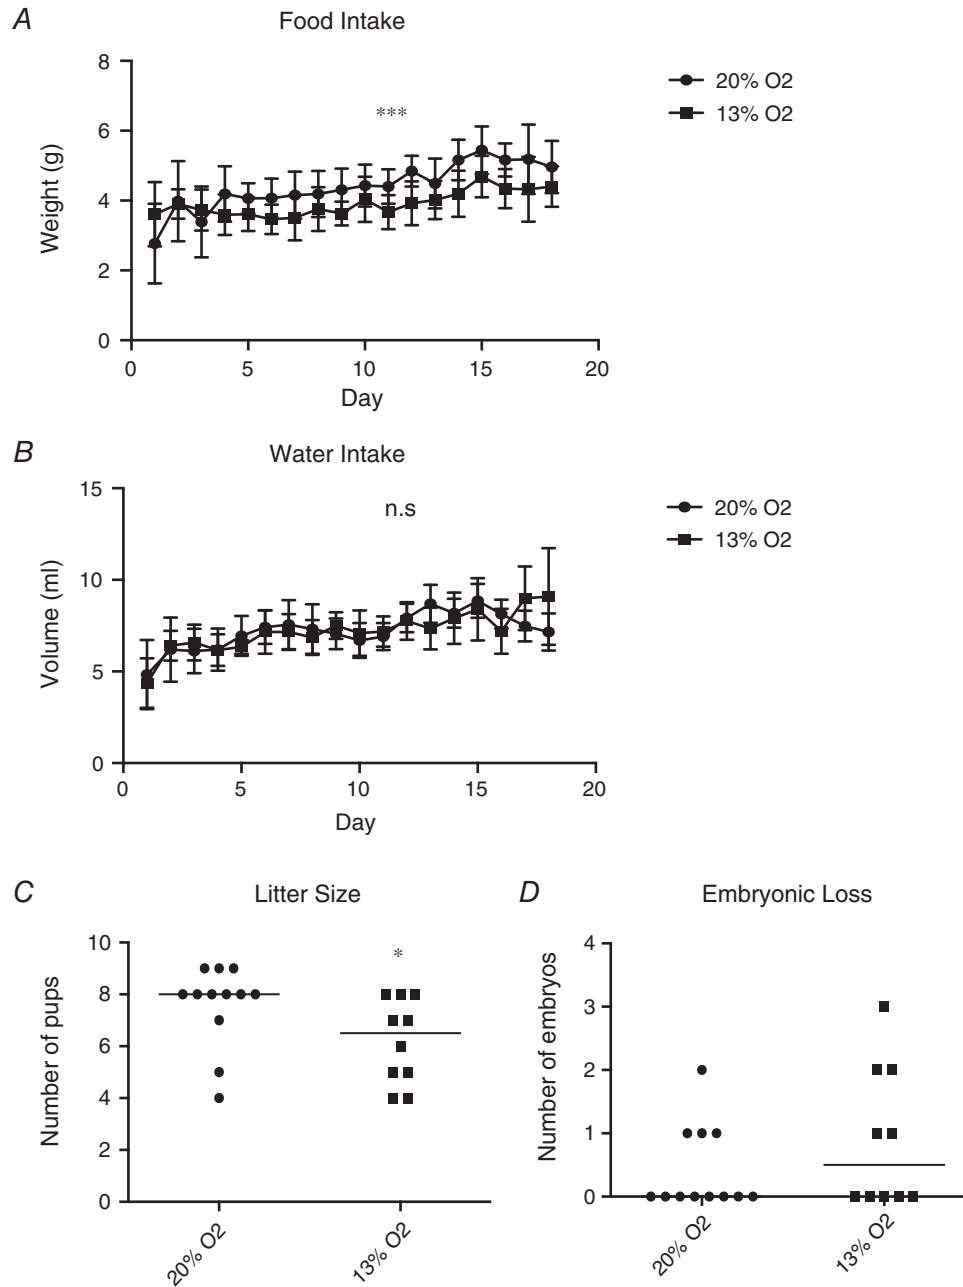 A
Food Intake
8
6
4
2
0
Weight (g)
***
20% O2
13% O2
0 5 10 15 20
Day
B
Water Intake
15
10
5
0
Volume (ml)
n.s
20% O2
13% O2
0 5 10 15 20
Day
C
Litter Size
10
8
6
4
2
0
Number of pups
*
20% O2
13% O2
D
Embryonic Loss
4
3
2
1
0
Number of embryos
20% O2
13% O2